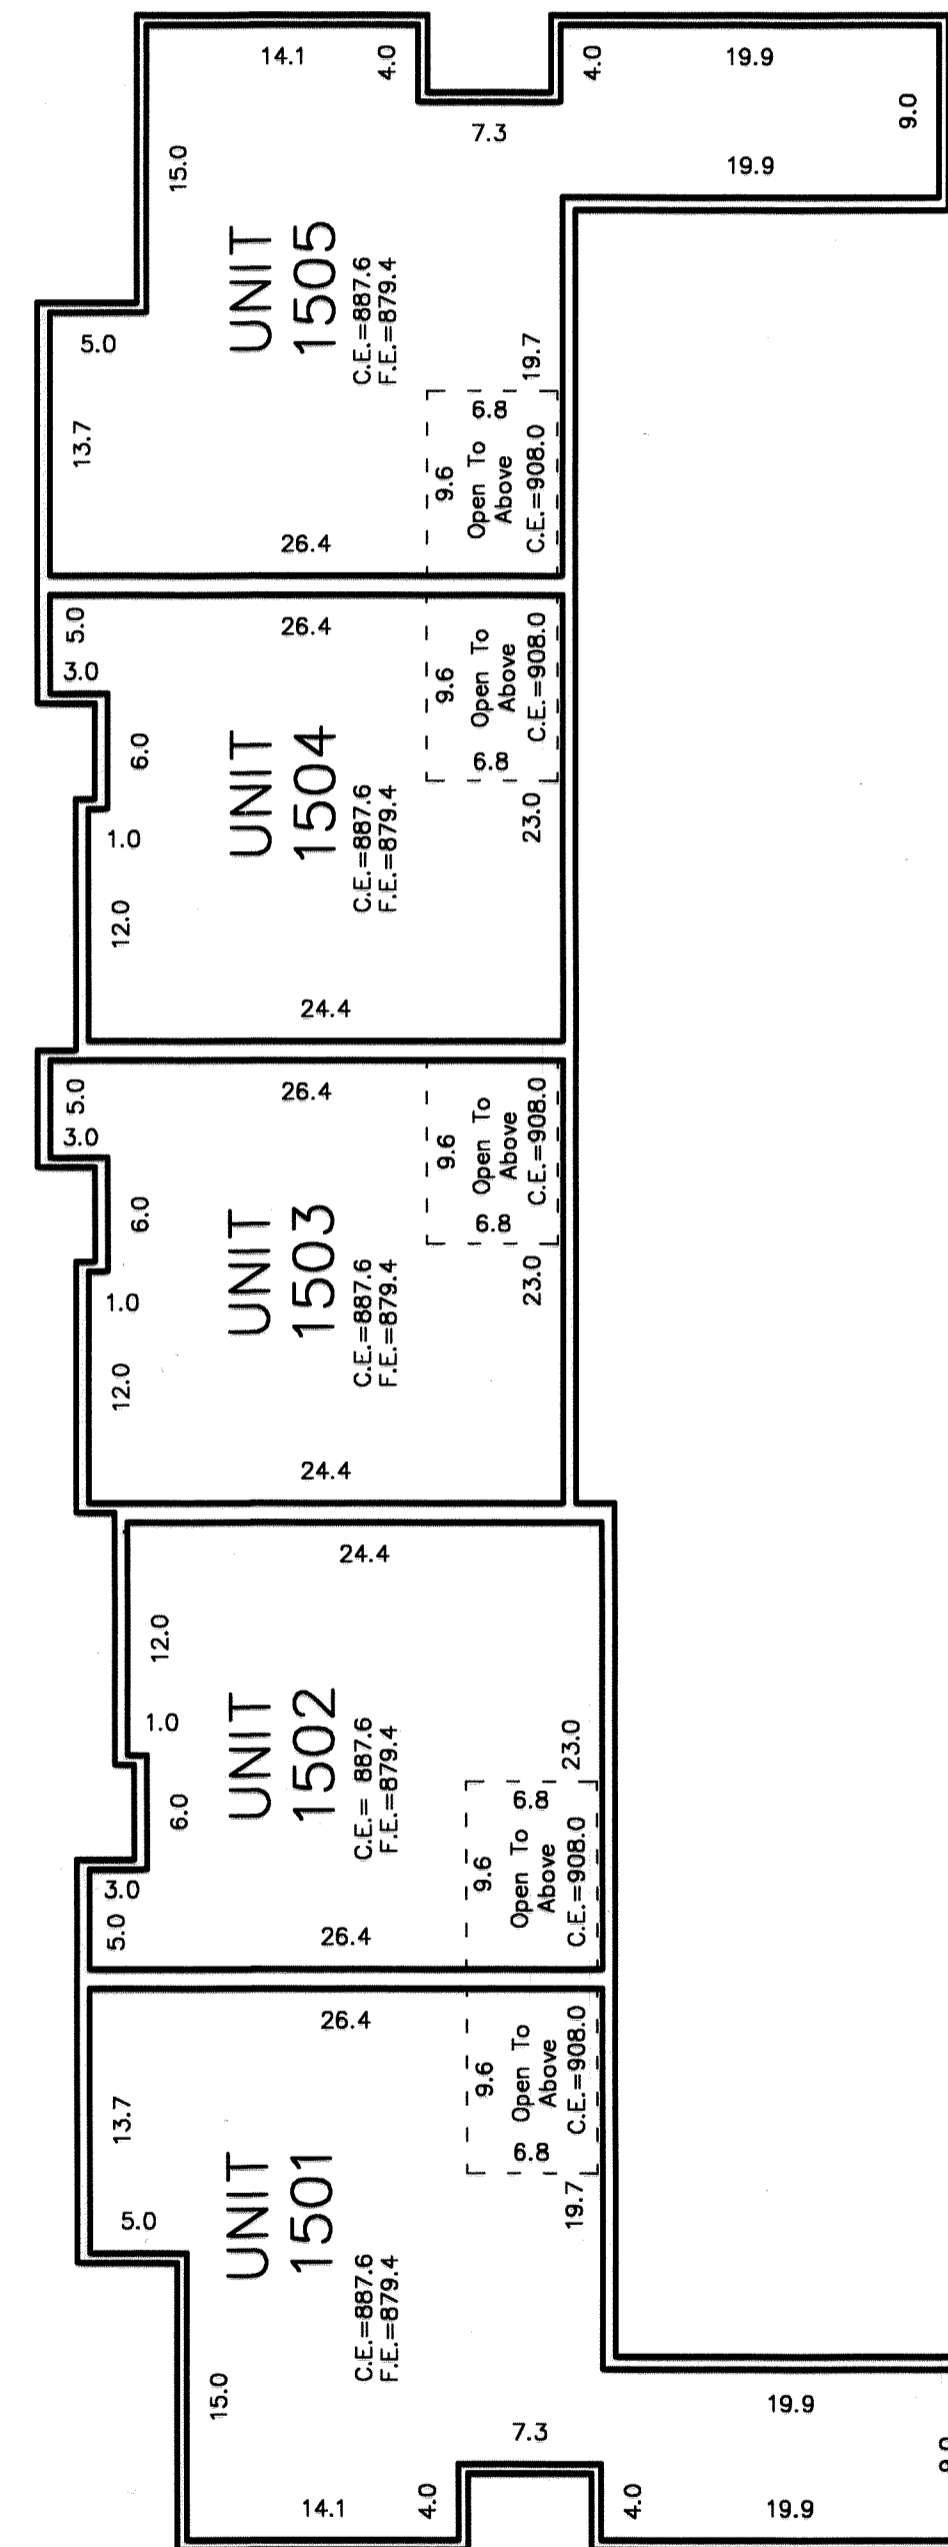 14.1
4.0
4.0
19.9
9.0
7.3
15.0
19.9
UNIT
1505
C.E.=887.6
F.E.=879.4
5.0
13.7
19.7
9.6
6.8
Open To
Above
C.E.=908.0
26.4
5.0
3.0
26.4
6.0
UNIT
1504
C.E.=887.6
F.E.=879.4
9.6
6.8
Open To
Above
C.E.=908.0
23.0
1.0
12.0
24.4
5.0
3.0
26.4
6.0
UNIT
1503
C.E.=887.6
F.E.=879.4
9.6
6.8
Open To
Above
C.E.=908.0
23.0
1.0
12.0
24.4
24.4
12.0
1.0
6.0
UNIT
1502
C.E.= 887.6
F.E.=879.4
23.0
9.6
6.8
Open To
Above
C.E.=908.0
3.0
5.0
26.4
26.4
13.7
5.0
UNIT
1501
C.E.=887.6
F.E.=879.4
9.6
6.8
Open To
Above
C.E.=908.0
19.7
15.0
7.3
19.9
14.1
4.0
4.0
19.9